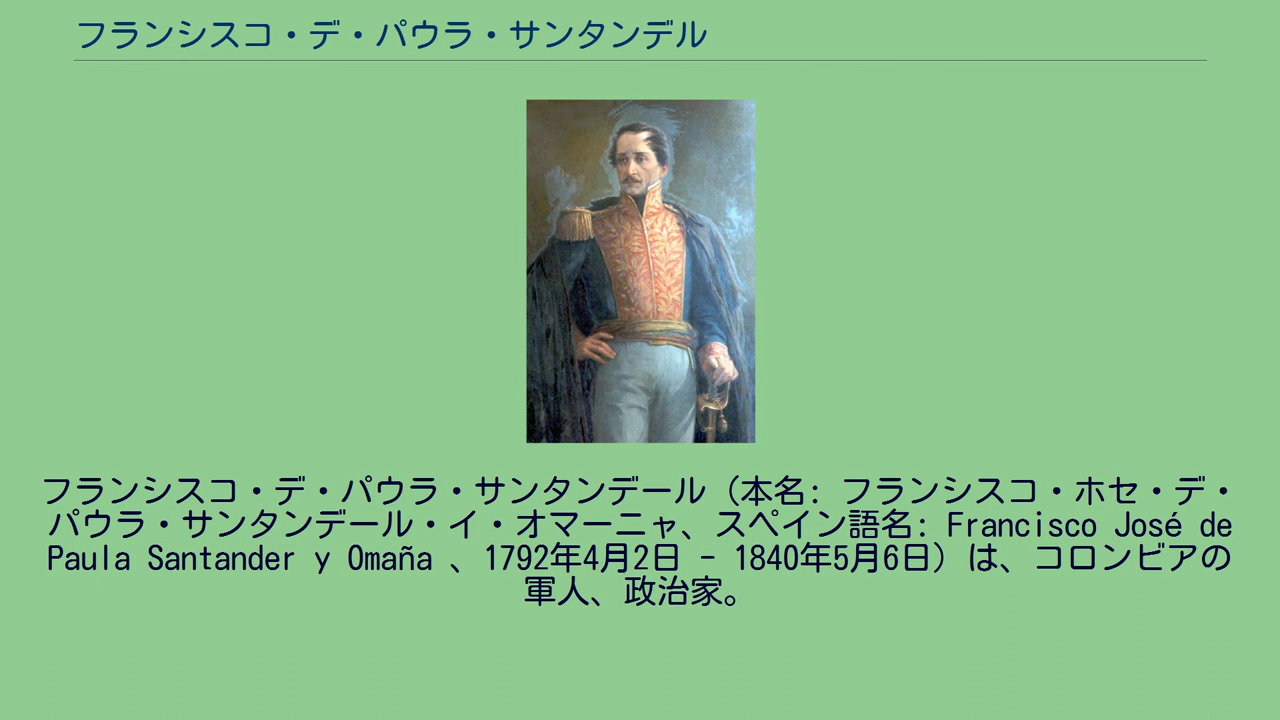 フランシスコ・デ・パウラ・サンタンデル
フランシスコ・デ・パウラ・サンタンデール（本名: フランシスコ・ホセ・デ・
パウラ・サンタンデール・イ・オマーニャ、スペイン語名: Francisco José de
Paula Santander y Omaña 、1792年4月2日 - 1840年5月6日）は、コロンビアの
軍人、政治家。